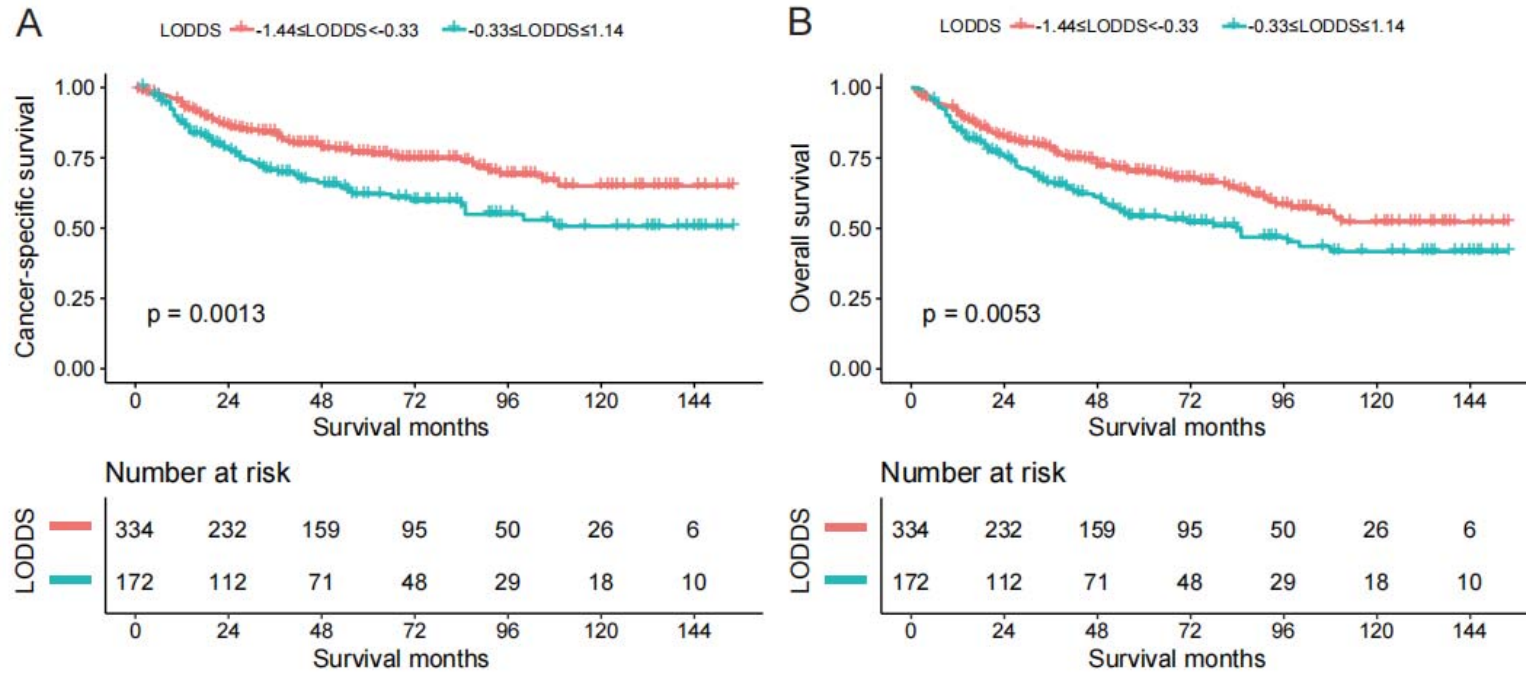 A
LODDS -1.44≤LODDS<-0.33 -0.33≤LODDS≤1.14
Cancer-specific survival
1.00
0.75
0.50
0.25
0.00
p = 0.0013
0 24 48 72 96 120 144
Survival months
Number at risk
LODDS
334 232 159 95 50 26 6
172 112 71 48 29 18 10
0 24 48 72 96 120 144
Survival months
B
LODDS -1.44≤LODDS<-0.33 -0.33≤LODDS≤1.14
Overall survival
1.00
0.75
0.50
0.25
0.00
p = 0.0053
0 24 48 72 96 120 144
Survival months
Number at risk
LODDS
334 232 159 95 50 26 6
172 112 71 48 29 18 10
0 24 48 72 96 120 144
Survival months